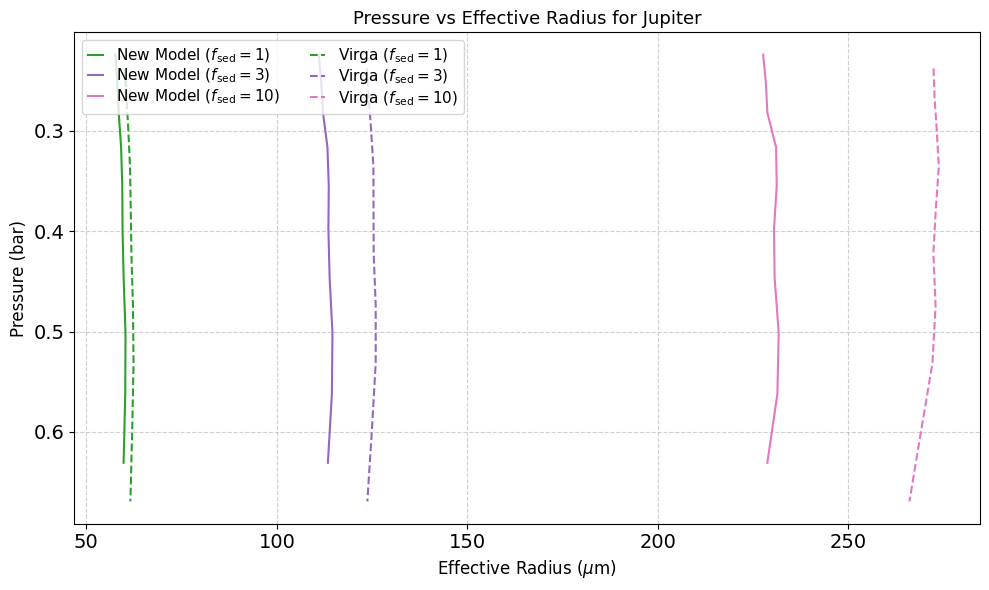 Pressure vs Effective Radius for Jupiter
New Model (f_sed = 1)
New Model (f_sed = 3)
New Model (f_sed = 10)
Virga (f_sed = 1)
Virga (f_sed = 3)
Virga (f_sed = 10)
Pressure (bar)
0.3
0.4
0.5
0.6
50 100 150 200 250
Effective Radius (μm)